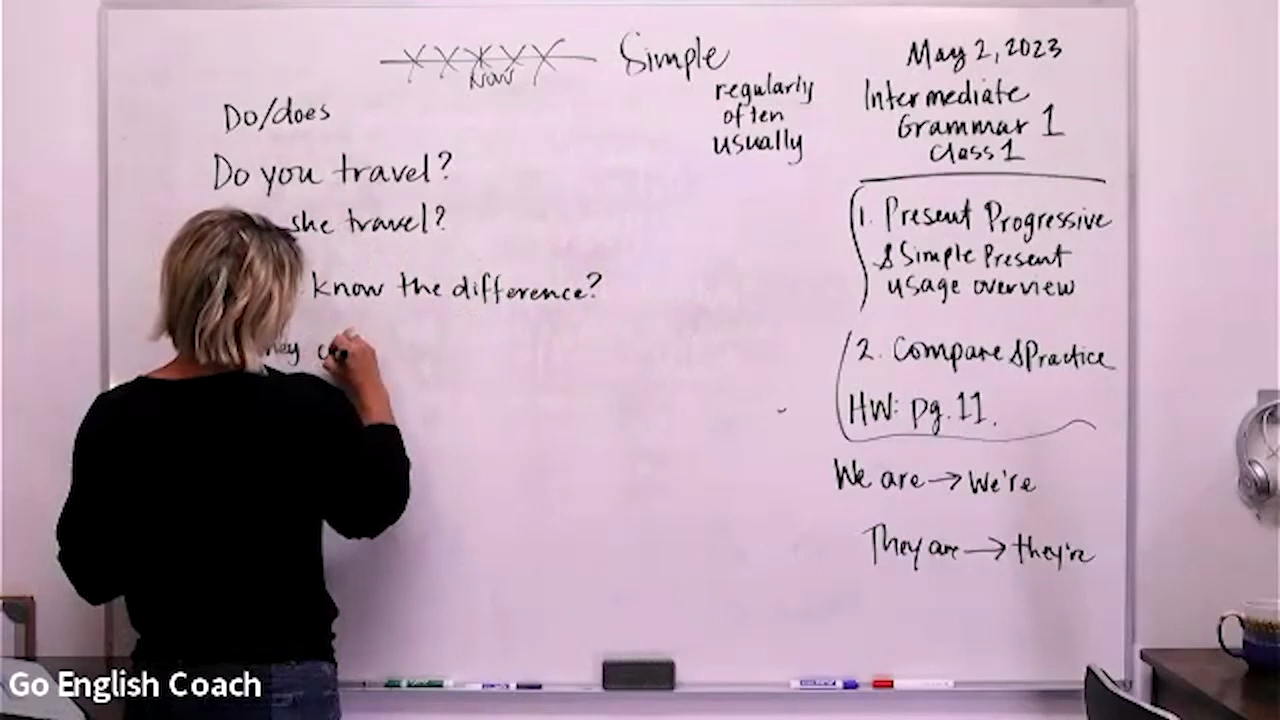 Now
Simple
regularly
often
usually
Do/does
Do you travel?
she travel?
know the difference?
May 2, 2023
Intermediate
Grammar 1
Class 1
1. Present Progressive
& Simple Present
usage overview
2. Compare & Practice
HW: pg. 11.
We are → We're
They are → they're
Go English Coach